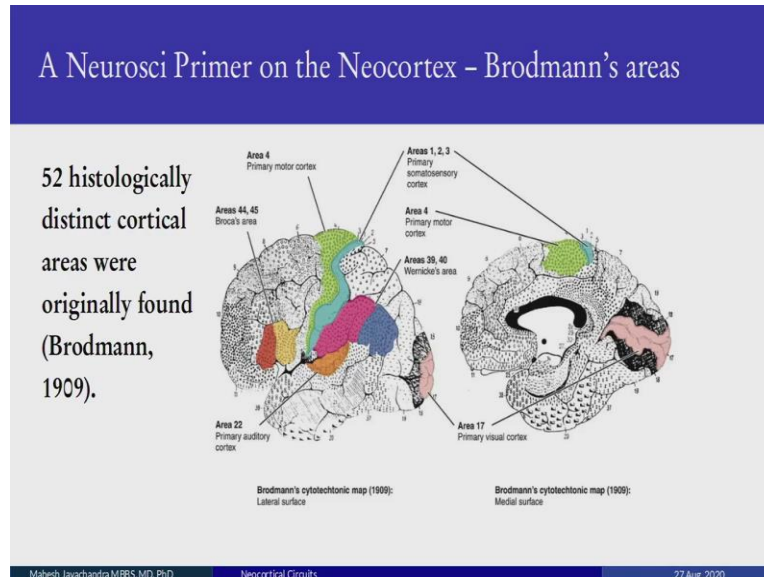 A Neurosci Primer on the Neocortex – Brodmann's areas
52 histologically
distinct cortical
areas were
originally found
(Brodmann,
1909).
Area 4
Primary motor cortex
Areas 1, 2, 3
Primary
somatosensory
cortex
Areas 44, 45
Broca's area
Area 4
Primary motor
cortex
Areas 39, 40
Wernicke's area
Area 22
Primary auditory
cortex
Area 17
Primary visual cortex
Brodmann's cytotechtonic map (1909):
Lateral surface
Brodmann's cytotechtonic map (1909):
Medial surface
Mahesh Jayachandra MBBS, MD, PhD
Neocortical Circuits
27 Aug, 2020